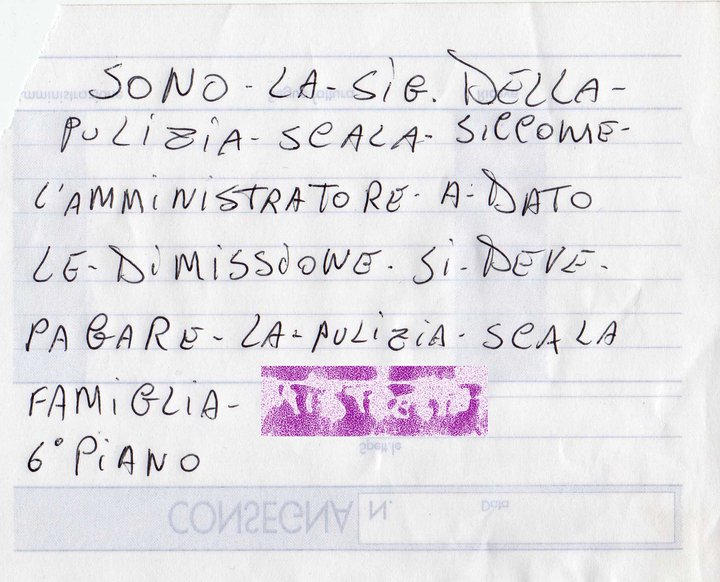 SONO-LA-SIG. DELLA-
PULIZIA-SCALA-SICCOME-
L'AMMINISTRATORE-A-DATO
LE-DIMISSIONE-SI-DEVE-
PAGARE-LA-PULIZIA-SCALA
FAMIGLIA-
6° PIANO
CONSEGNA N. Data